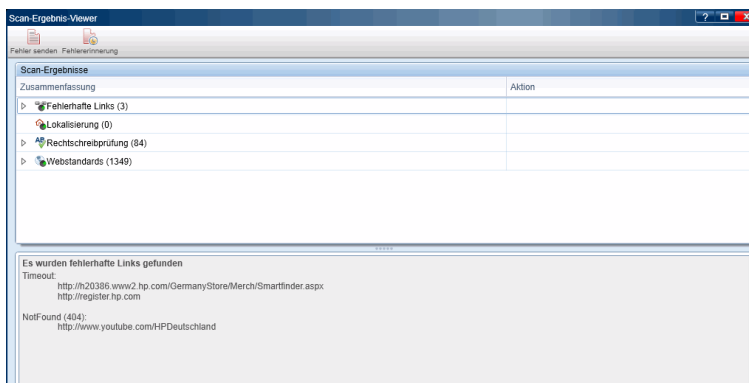 Scan-Ergebnis-Viewer
Fehler senden Fehlererinnerung
Scan-Ergebnisse
Zusammenfassung Aktion
Fehlerhafte Links (3)
Lokalisierung (0)
Rechtschreibprüfung (84)
Webstandards (1349)
Es wurden fehlerhafte Links gefunden
Timeout:
http://h20386.www2.hp.com/GermanyStore/Merch/Smartfinder.aspx
http://register.hp.com
NotFound (404):
http://www.youtube.com/HPDeutschland